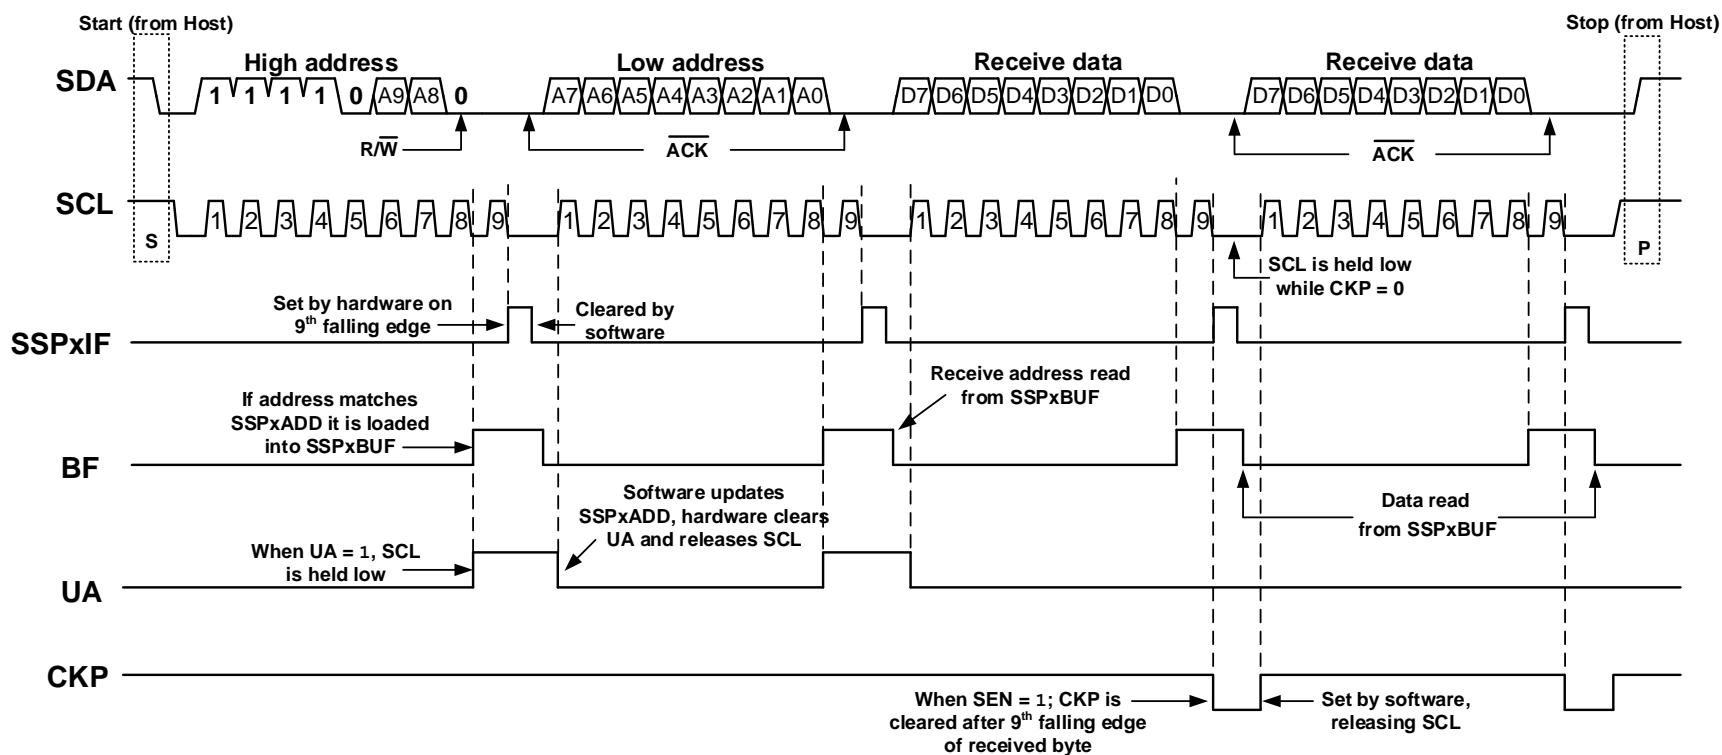 Start (from Host)
Stop (from Host)
High address
Low address
Receive data
Receive data
SDA
1 1 1 1 0 A9 A8 0
A7 A6 A5 A4 A3 A2 A1 A0
D7 D6 D5 D4 D3 D2 D1 D0
D7 D6 D5 D4 D3 D2 D1 D0
R/W̅
A̅C̅K̅
A̅C̅K̅
SCL
S
1 2 3 4 5 6 7 8 9
1 2 3 4 5 6 7 8 9
1 2 3 4 5 6 7 8 9
1 2 3 4 5 6 7 8 9
P
SCL is held low
while CKP = 0
SSPxIF
Set by hardware on
9th falling edge
Cleared by
software
BF
If address matches
SSPxADD it is loaded
into SSPxBUF
Receive address read
from SSPxBUF
Data read
from SSPxBUF
UA
When UA = 1, SCL
is held low
Software updates
SSPxADD, hardware clears
UA and releases SCL
CKP
When SEN = 1; CKP is
cleared after 9th falling edge
of received byte
Set by software,
releasing SCL